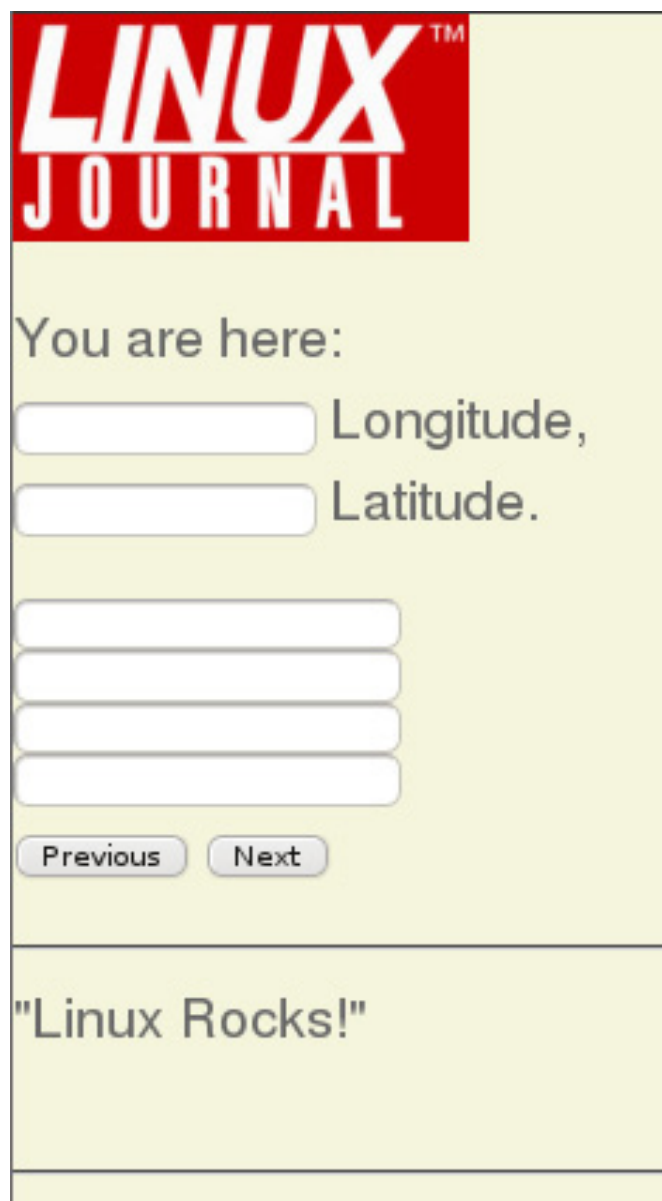 LINUX™
JOURNAL
You are here:
Longitude,
Latitude.
Previous Next
"Linux Rocks!"